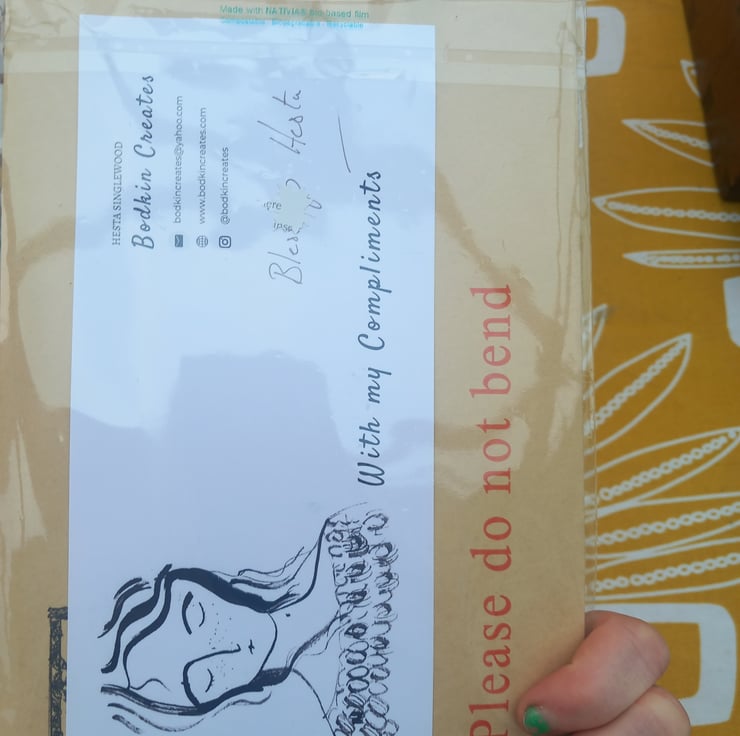 Made with NATIVIA® bio-based film
HESTA SINGLEWOOD
Bodkin Creates
bodkincreates@yahoo.com
www.bodkincreates.com
@bodkincreates
Hesta
With my Compliments
Please do not bend